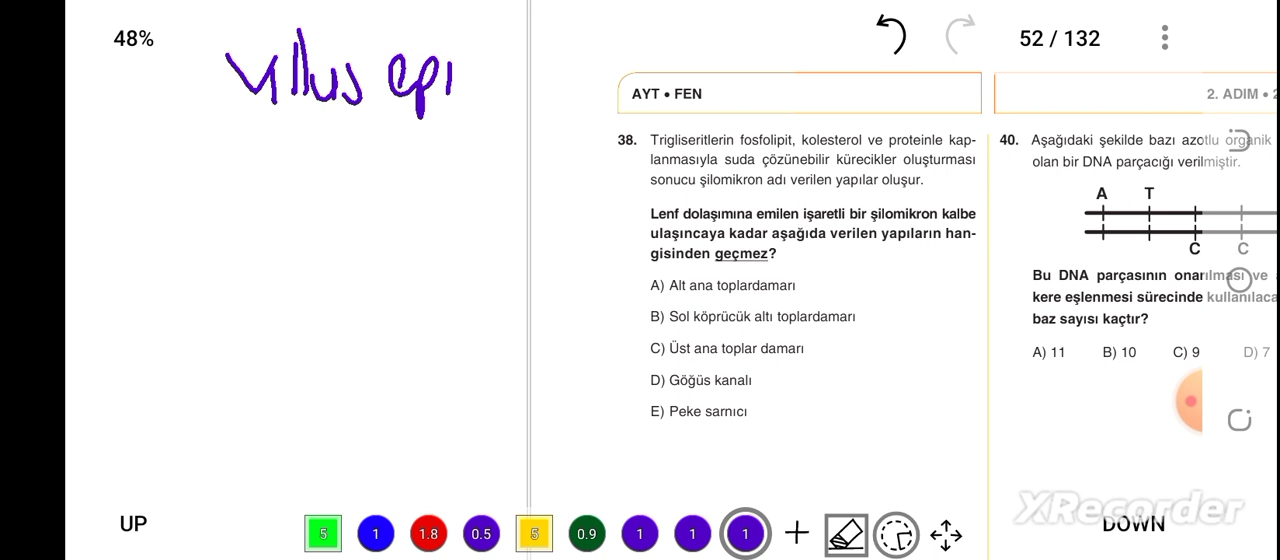 48%
vıllus epı
52 / 132
AYT • FEN
2. ADIM • 2
38. Trigliseritlerin fosfolipit, kolesterol ve proteinle kap-
lanmasıyla suda çözünebilir kürecikler oluşturması
sonucu şilomikron adı verilen yapılar oluşur.
Lenf dolaşımına emilen işaretli bir şilomikron kalbe
ulaşıncaya kadar aşağıda verilen yapıların han-
gisinden geçmez?
A) Alt ana toplardamarı
B) Sol köprücük altı toplardamarı
C) Üst ana toplar damarı
D) Göğüs kanalı
E) Peke sarnıcı
40. Aşağıdaki şekilde bazı azotlu organik
olan bir DNA parçacığı verilmiştir.
A T
C C
Bu DNA parçasının onarılması ve
kere eşlenmesi sürecinde kullanılaca
baz sayısı kaçtır?
A) 11 B) 10 C) 9 D) 7
XRecorder
UP
5 1 1.8 0.5 5 0.9 1 1 1
DOWN